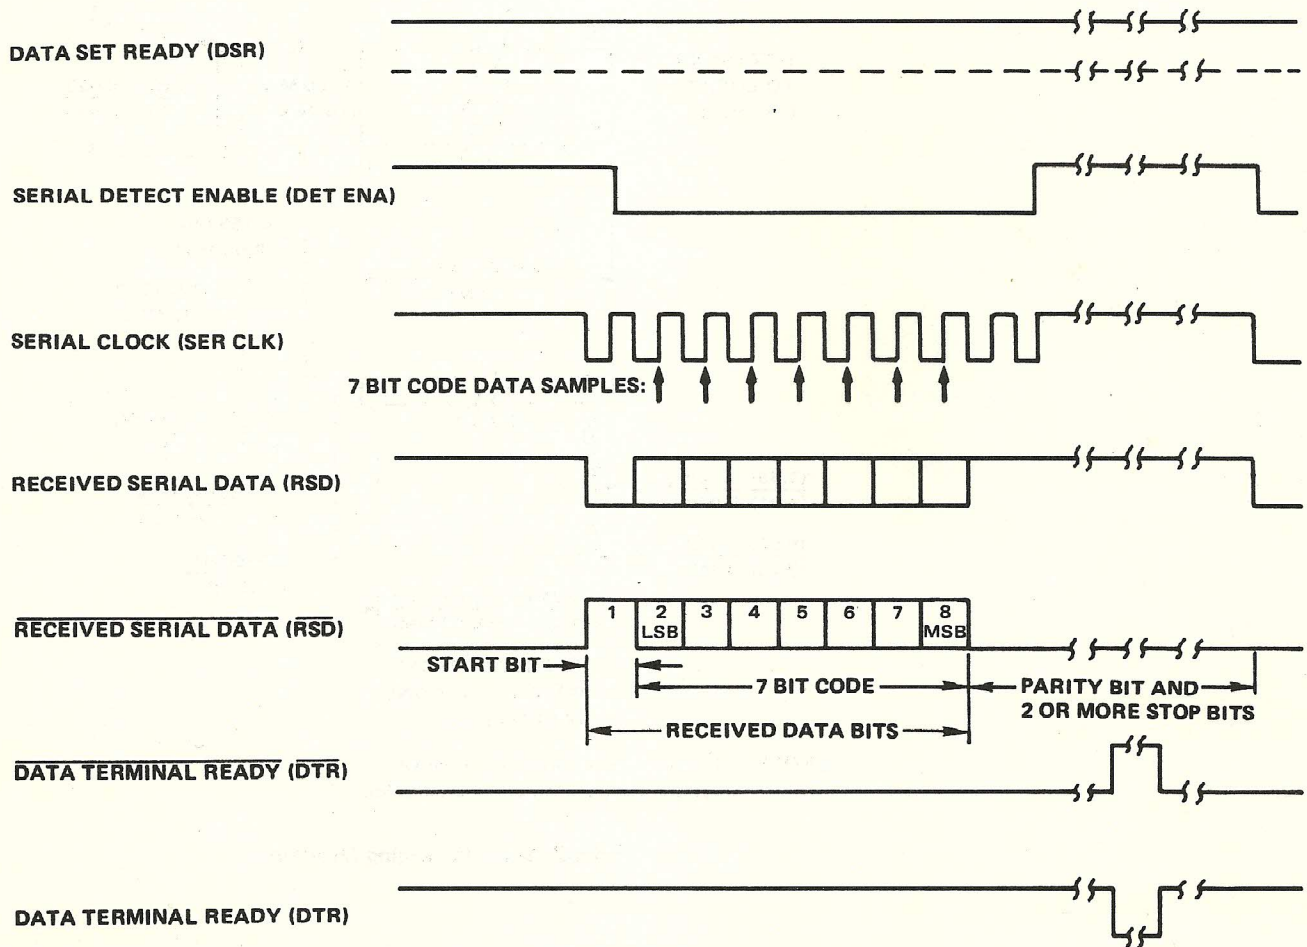 DATA SET READY (DSR)
SERIAL DETECT ENABLE (DET ENA)
SERIAL CLOCK (SER CLK)
7 BIT CODE DATA SAMPLES:
RECEIVED SERIAL DATA (RSD)
RECEIVED SERIAL DATA (RSD)
1 2 3 4 5 6 7 8
LSB MSB
START BIT
7 BIT CODE
PARITY BIT AND
2 OR MORE STOP BITS
RECEIVED DATA BITS
DATA TERMINAL READY (DTR)
DATA TERMINAL READY (DTR)